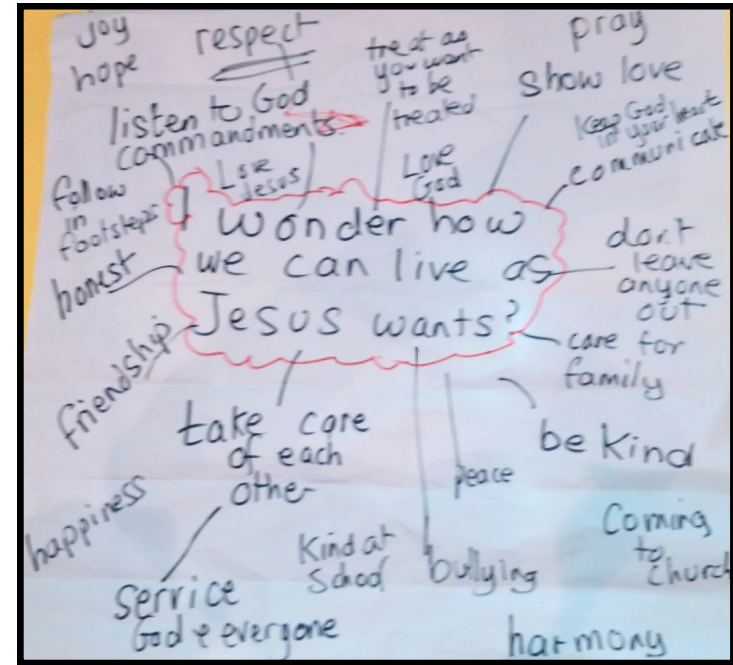 joy
hope
respect
treat as
you want
to be
treated
pray
show love
listen to God
commandments
Keep God
in your heart
communicate
Love
Jesus
Love
God
follow
in
footsteps
I wonder how
we can live as
Jesus wants?
honest
don't
leave
anyone
out
care for
family
friendship
take care
of each
other
peace
be kind
happiness
Kind at
School
bullying
Coming
to
Church
service
God & everyone
harmony